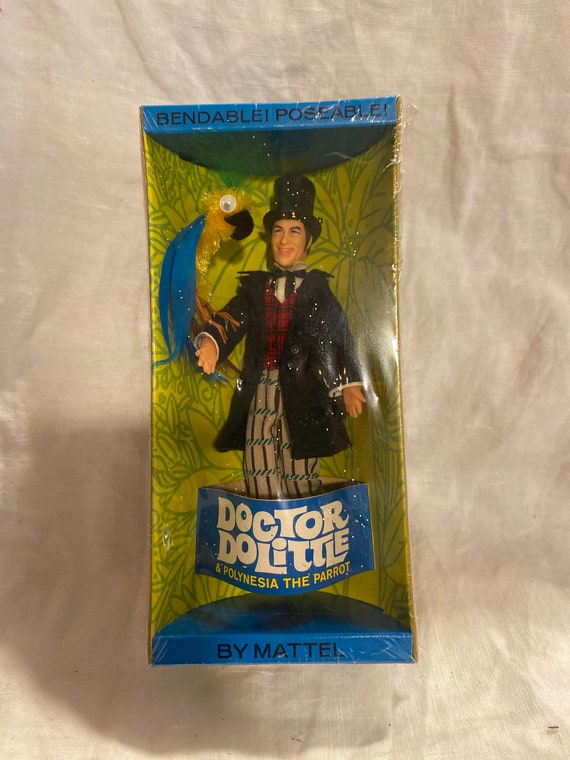 BENDABLE! POSEABLE!
DOCTOR
DOLITTLE
& POLYNESIA THE PARROT
BY MATTEL